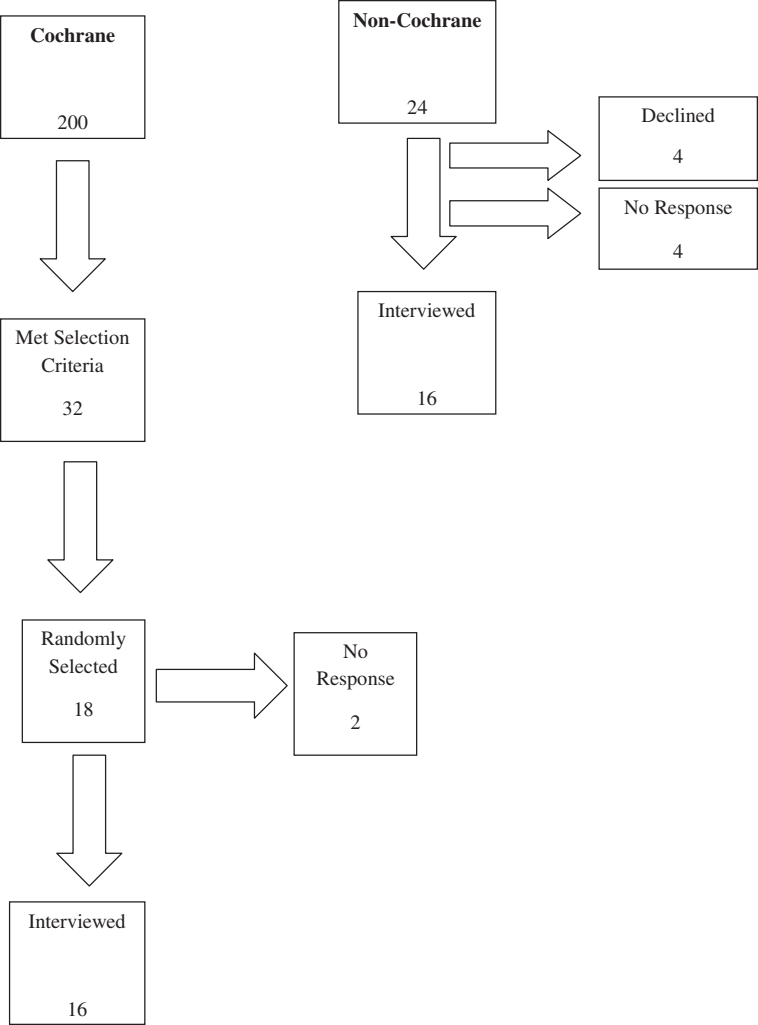 Cochrane
200
Met Selection
Criteria
32
Randomly
Selected
18
No
Response
2
Interviewed
16
Non-Cochrane
24
Declined
4
No Response
4
Interviewed
16